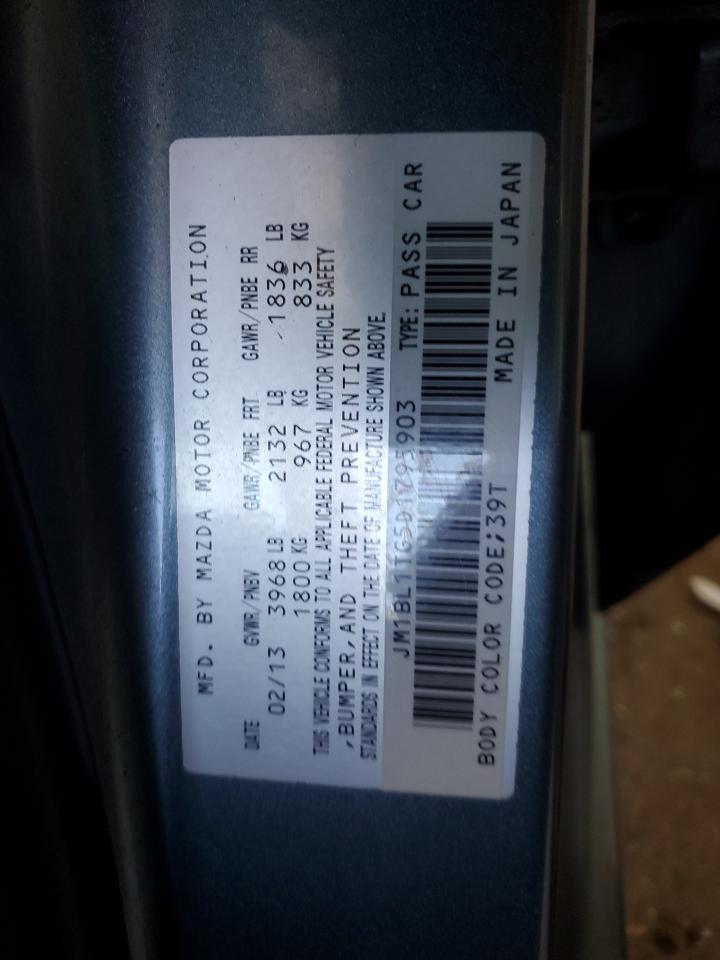 MFD. BY MAZDA MOTOR CORPORATION
DATE GVWR/PNBV GAWR/PNBE FRT GAWR/PNBE RR
02/13 3968 LB 2132 LB 1836 LB
1800 KG 967 KG 833 KG
THIS VEHICLE CONFORMS TO ALL APPLICABLE FEDERAL MOTOR VEHICLE SAFETY
,BUMPER,AND THEFT PREVENTION
STANDARDS IN EFFECT ON THE DATE OF MANUFACTURE SHOWN ABOVE.
JM1BL1TG5D1795903 TYPE: PASS CAR
BODY COLOR CODE;39T MADE IN JAPAN